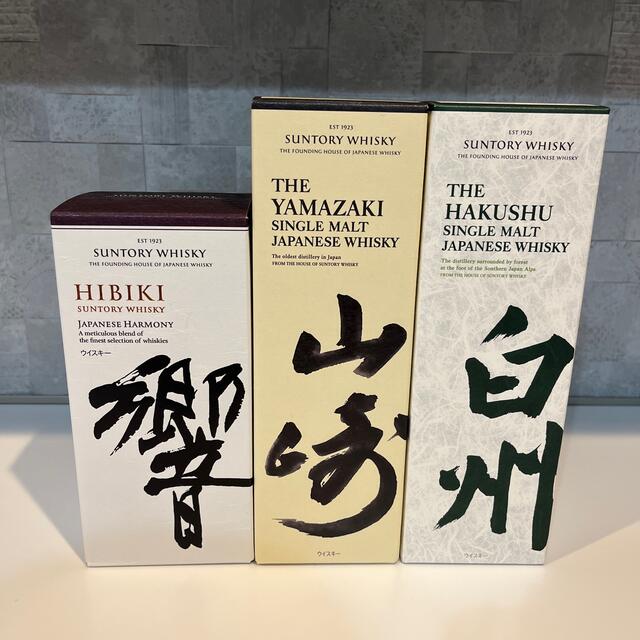 SUNTORY WHISKY
EST 1923
SUNTORY WHISKY
THE FOUNDING HOUSE OF JAPANESE WHISKY
HIBIKI
SUNTORY WHISKY
JAPANESE HARMONY
A meticulous blend of
the finest selection of whiskies
ウイスキー
響
EST 1923
SUNTORY WHISKY
THE FOUNDING HOUSE OF JAPANESE WHISKY
THE
YAMAZAKI
SINGLE MALT
JAPANESE WHISKY
The oldest distillery in Japan
FROM THE HOUSE OF SUNTORY WHISKY
山
崎
ウイスキー
EST 1923
SUNTORY WHISKY
THE FOUNDING HOUSE OF JAPANESE WHISKY
THE
HAKUSHU
SINGLE MALT
JAPANESE WHISKY
The distillery surrounded by forest
at the foot of the Southern Japan Alps
FROM THE HOUSE OF SUNTORY WHISKY
白
州
ウイスキー